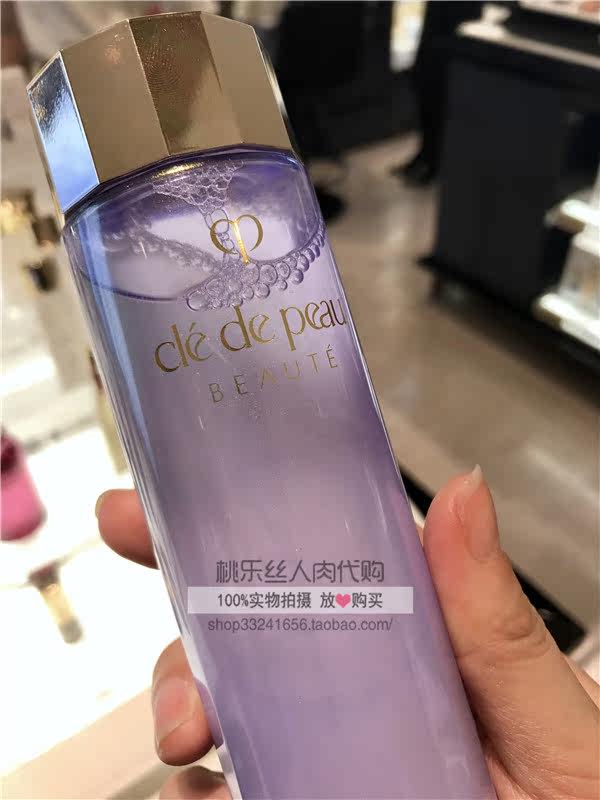 clé de peau
BEAUTÉ
桃乐丝人肉代购
100%实物拍摄 放❤购买
shop33241656.taobao.com/